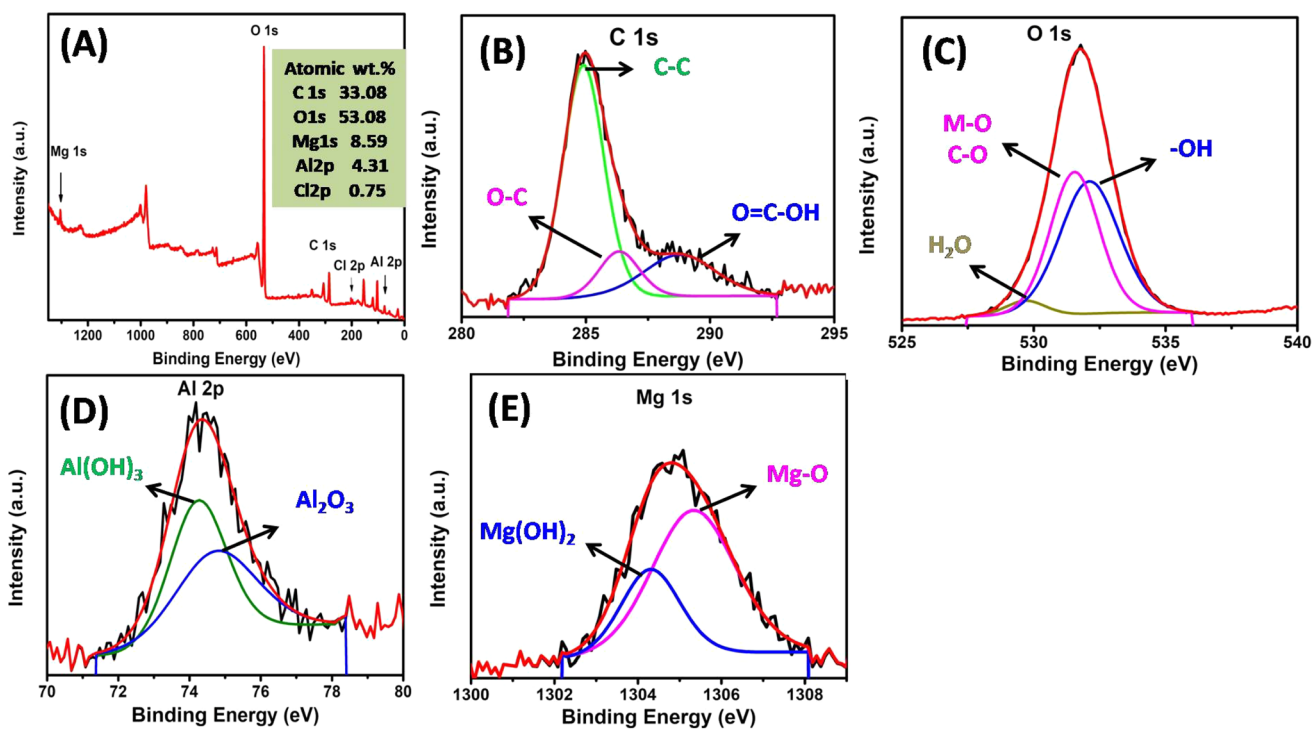 (A)
O 1s
Atomic wt.%
C 1s 33.08
O1s 53.08
Mg1s 8.59
Al2p 4.31
Cl2p 0.75
Mg 1s
C 1s
Cl 2p
Al 2p
Intensity (a.u.)
1200 1000 800 600 400 200 0
Binding Energy (eV)
(B)
C 1s
C-C
O-C
O=C-OH
Intensity (a.u.)
280 285 290 295
Binding Energy (eV)
(C)
O 1s
M-O
C-O
-OH
H₂O
Intensity (a.u.)
525 530 535 540
Binding Energy (eV)
(D)
Al 2p
Al(OH)₃
Al₂O₃
Intensity (a.u.)
70 72 74 76 78 80
Binding Energy (eV)
(E)
Mg 1s
Mg-O
Mg(OH)₂
Intensity (a.u.)
1300 1302 1304 1306 1308
Binding Energy (eV)